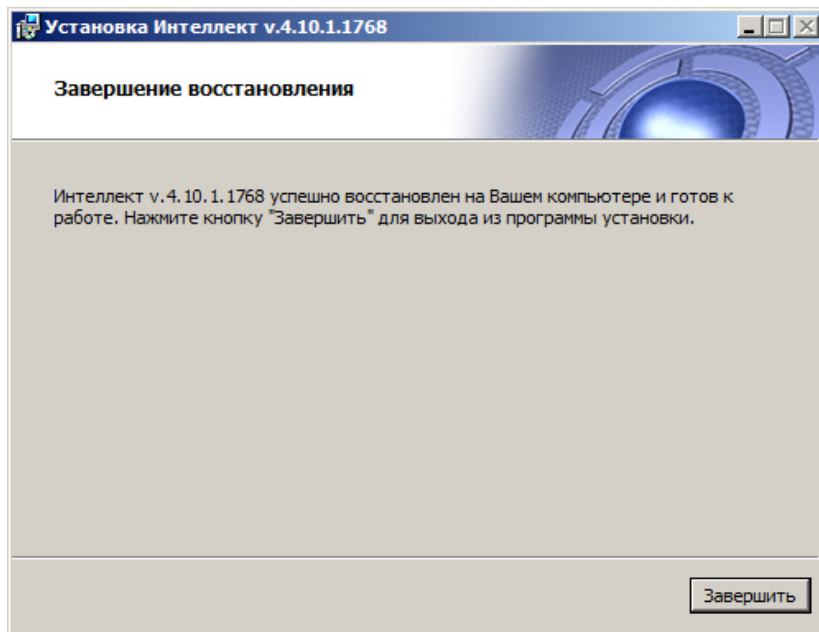 Установка Интеллект v.4.10.1.1768
Завершение восстановления
Интеллект v.4.10.1.1768 успешно восстановлен на Вашем компьютере и готов к
работе. Нажмите кнопку "Завершить" для выхода из программы установки.
Завершить